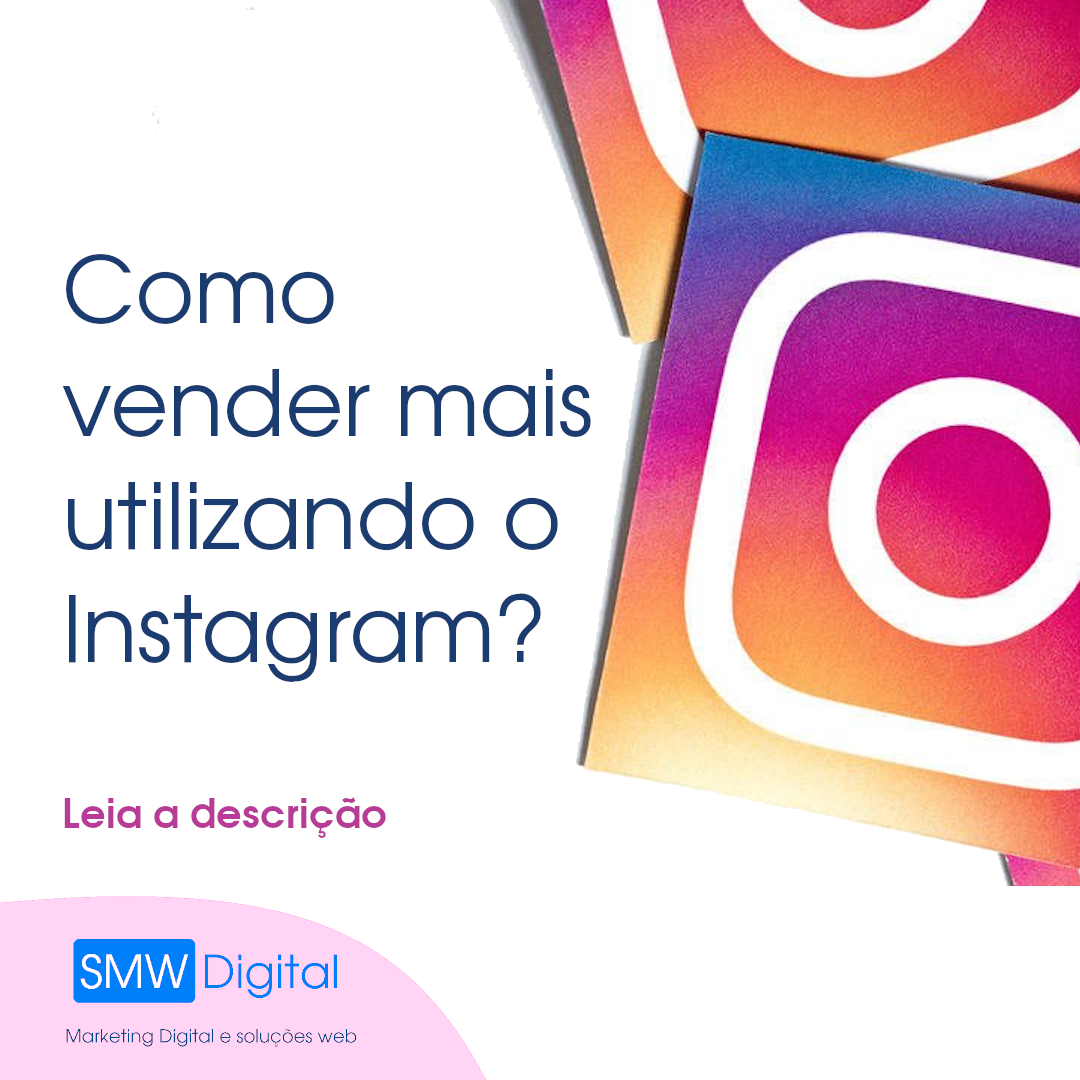 Como
vender mais
utilizando o
Instagram?
Leia a descrição
SMW Digital
Marketing Digital e soluções web